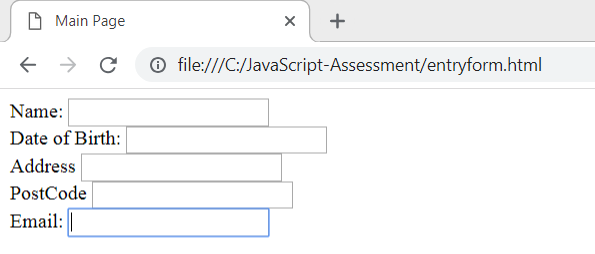 Main Page
file:///C:/JavaScript-Assessment/entryform.html
Name:
Date of Birth:
Address
PostCode
Email: